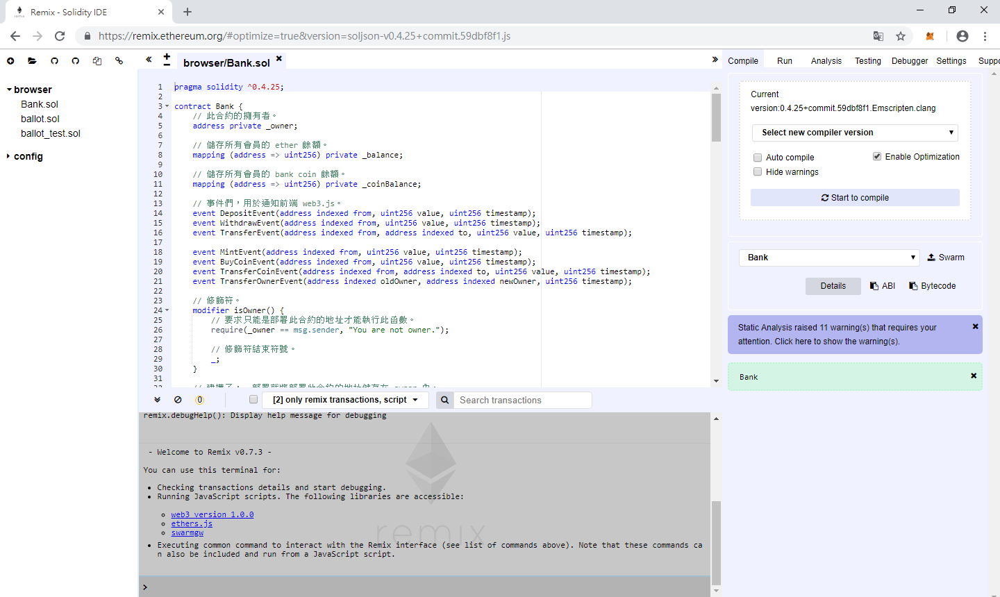 Remix - Solidity IDE
https://remix.ethereum.org/#optimize=true&version=soljson-v0.4.25+commit.59dbf8f1.js
browser
Bank.sol
ballot.sol
ballot_test.sol
config
browser/Bank.sol
1 pragma solidity ^0.4.25;
2
3 contract Bank {
4 // 此合約的擁有者。
5 address private _owner;
6
7 // 儲存所有會員的 ether 餘額。
8 mapping (address => uint256) private _balance;
9
10 // 儲存所有會員的 bank coin 餘額。
11 mapping (address => uint256) private _coinBalance;
12
13 // 事件們，用於通知前端 web3.js。
14 event DepositEvent(address indexed from, uint256 value, uint256 timestamp);
15 event WithdrawEvent(address indexed from, uint256 value, uint256 timestamp);
16 event TransferEvent(address indexed from, address indexed to, uint256 value, uint256 timestamp);
17
18 event MintEvent(address indexed from, uint256 value, uint256 timestamp);
19 event BuyCoinEvent(address indexed from, uint256 value, uint256 timestamp);
20 event TransferCoinEvent(address indexed from, address indexed to, uint256 value, uint256 timestamp);
21 event TransferOwnerEvent(address indexed oldOwner, address indexed newOwner, uint256 timestamp);
22
23 // 修飾符。
24 modifier isOwner() {
25 // 要求只能是部署此合約的地址才能執行此函數。
26 require(_owner == msg.sender, "You are not owner.");
27
28 // 修飾符結束符號。
29 _;
30 }
31
[2] only remix transactions, script
Search transactions
0
remix.debugHelp(): Display help message for debugging
- Welcome to Remix v0.7.3 -
You can use this terminal for:
• Checking transactions details and start debugging.
• Running JavaScript scripts. The following libraries are accessible:
web3 version 1.0.0
ethers.js
swarmgw
• Executing common command to interact with the Remix interface (see list of commands above). Note that these commands ca
n also be included and run from a JavaScript script.
remix
>
Compile Run Analysis Testing Debugger Settings Suppo
Current
version:0.4.25+commit.59dbf8f1.Emscripten.clang
Select new compiler version
Auto compile
Enable Optimization
Hide warnings
Start to compile
Bank
Swarm
Details ABI Bytecode
Static Analysis raised 11 warning(s) that requires your
attention. Click here to show the warning(s).
Bank